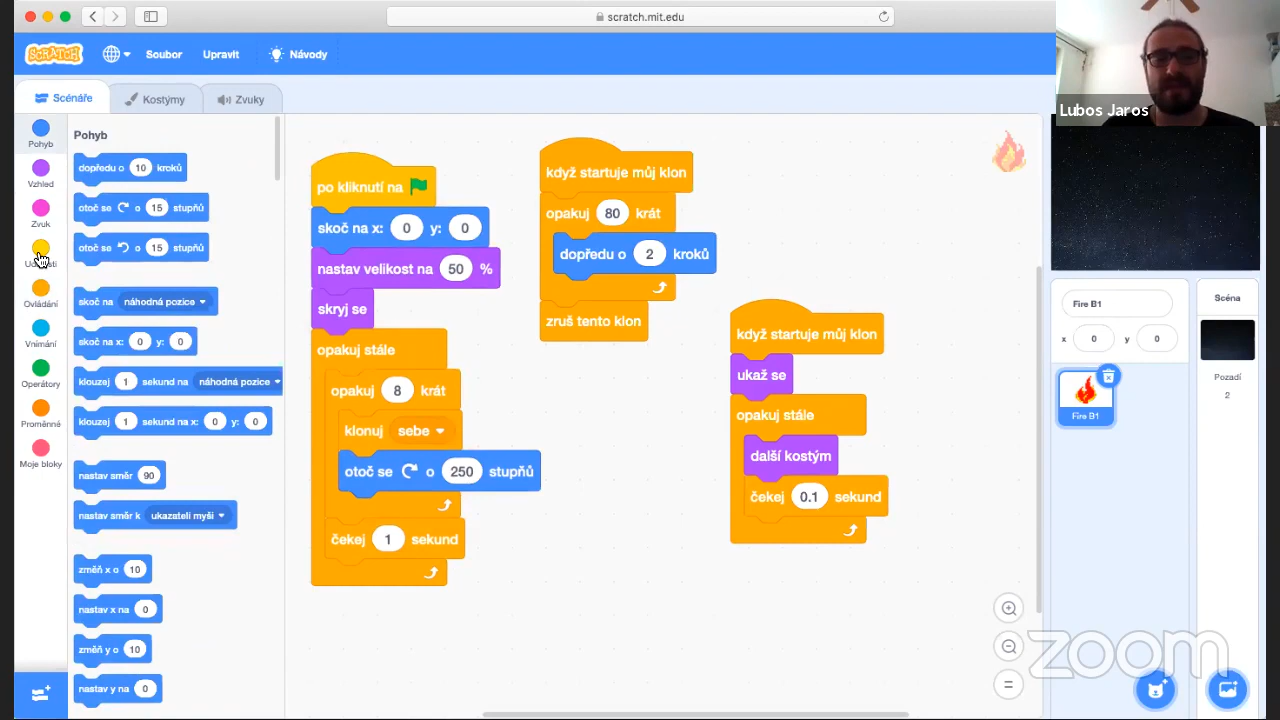 scratch.mit.edu
SCRATCH
Soubor
Upravit
Návody
Lubos Jaros
Scénáře
Kostýmy
Zvuky
Pohyb
Vzhled
Zvuk
Ovládání
Vnímání
Operátory
Proměnné
Moje bloky
Pohyb
dopředu o 10 kroků
otoč se o 15 stupňů
otoč se o 15 stupňů
skoč na náhodná pozice
skoč na x: 0 y: 0
klouzej 1 sekund na náhodná pozice
klouzej 1 sekund na x: 0 y: 0
nastav směr 90
nastav směr k ukazateli myši
změň x o 10
nastav x na 0
změň y o 10
nastav y na 0
po kliknutí na
skoč na x: 0 y: 0
nastav velikost na 50 %
skryj se
opakuj stále
opakuj 8 krát
klonuj sebe
otoč se o 250 stupňů
čekej 1 sekund
když startuje můj klon
opakuj 80 krát
dopředu o 2 kroků
zruš tento klon
když startuje můj klon
ukaž se
opakuj stále
další kostým
čekej 0.1 sekund
Fire B1
x 0 y 0
Fire B1
Scéna
Pozadí
2
zoom